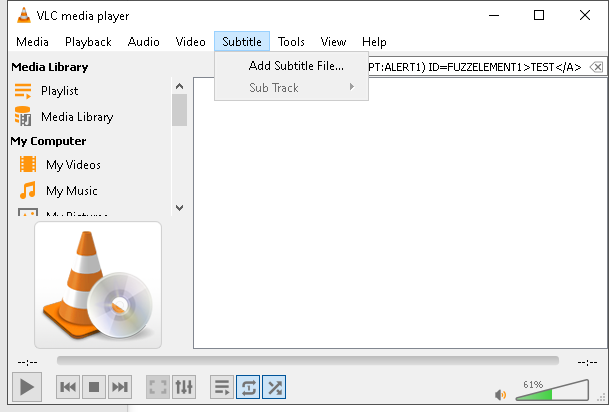 VLC media player
Media Playback Audio Video Subtitle Tools View Help
Media Library
PT:ALERT1) ID=FUZZELEMENT1>TEST</A>
Add Subtitle File...
Sub Track
Playlist
Media Library
My Computer
My Videos
My Music
My Pictures
--:--
--:--
61%